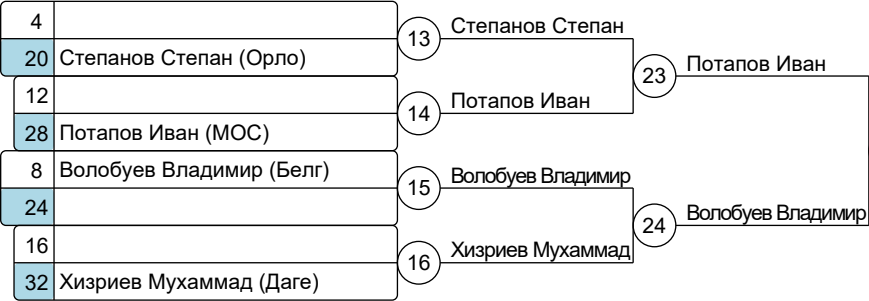 4
13
Степанов Степан
20 Степанов Степан (Орло)
23
Потапов Иван
12
14
Потапов Иван
28 Потапов Иван (МОС)
8 Волобуев Владимир (Белг)
15
Волобуев Владимир
24
24
Волобуев Владимир
16
16
Хизриев Мухаммад
32 Хизриев Мухаммад (Даге)